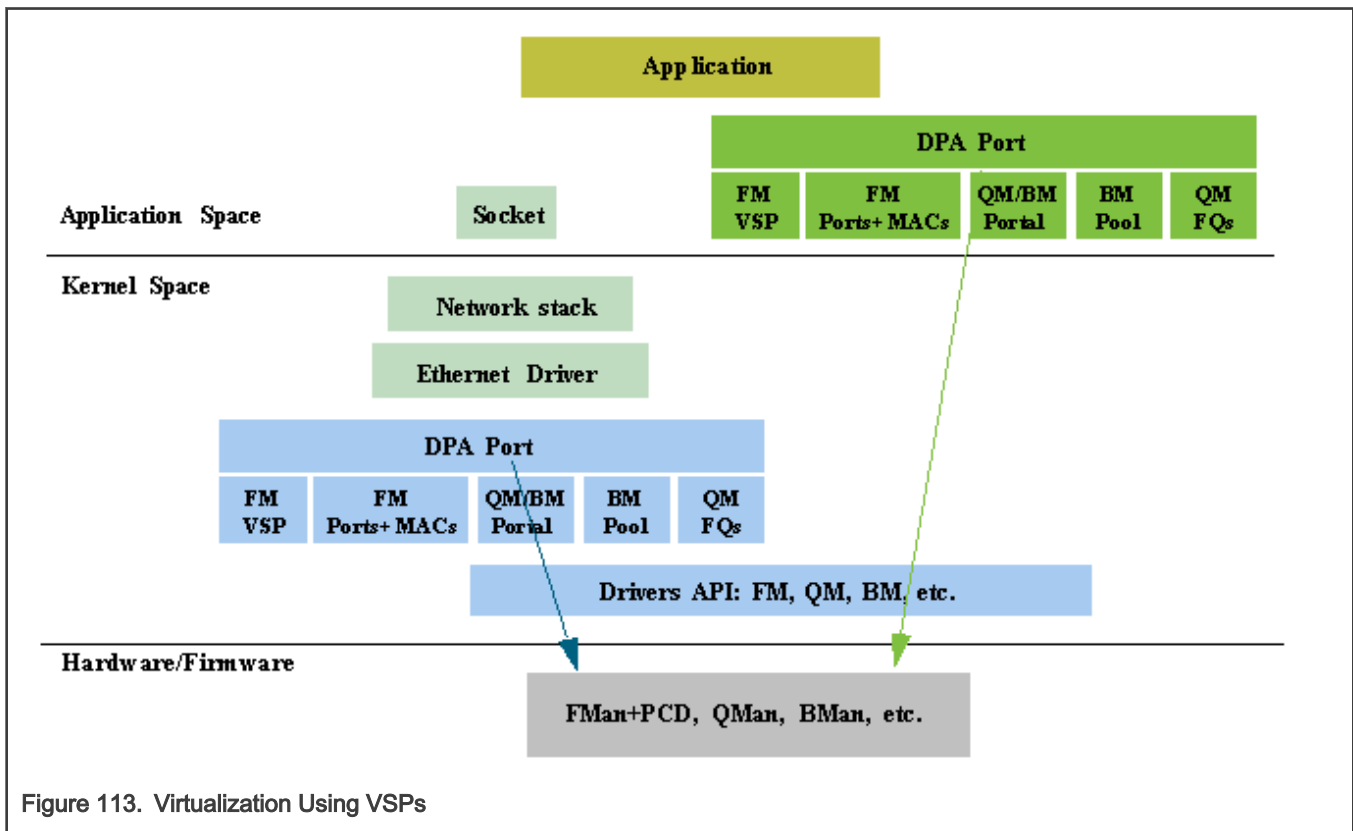 Application
DPA Port
FM
VSP
FM
Ports+ MACs
QM/BM
Portal
BM
Pool
QM
FQs
Application Space
Socket
Kernel Space
Network stack
Ethernet Driver
DPA Port
FM
VSP
FM
Ports+ MACs
QM/BM
Portal
BM
Pool
QM
FQs
Drivers API: FM, QM, BM, etc.
Hardware/Firmware
FMan+PCD, QMan, BMan, etc.
Figure 113. Virtualization Using VSPs